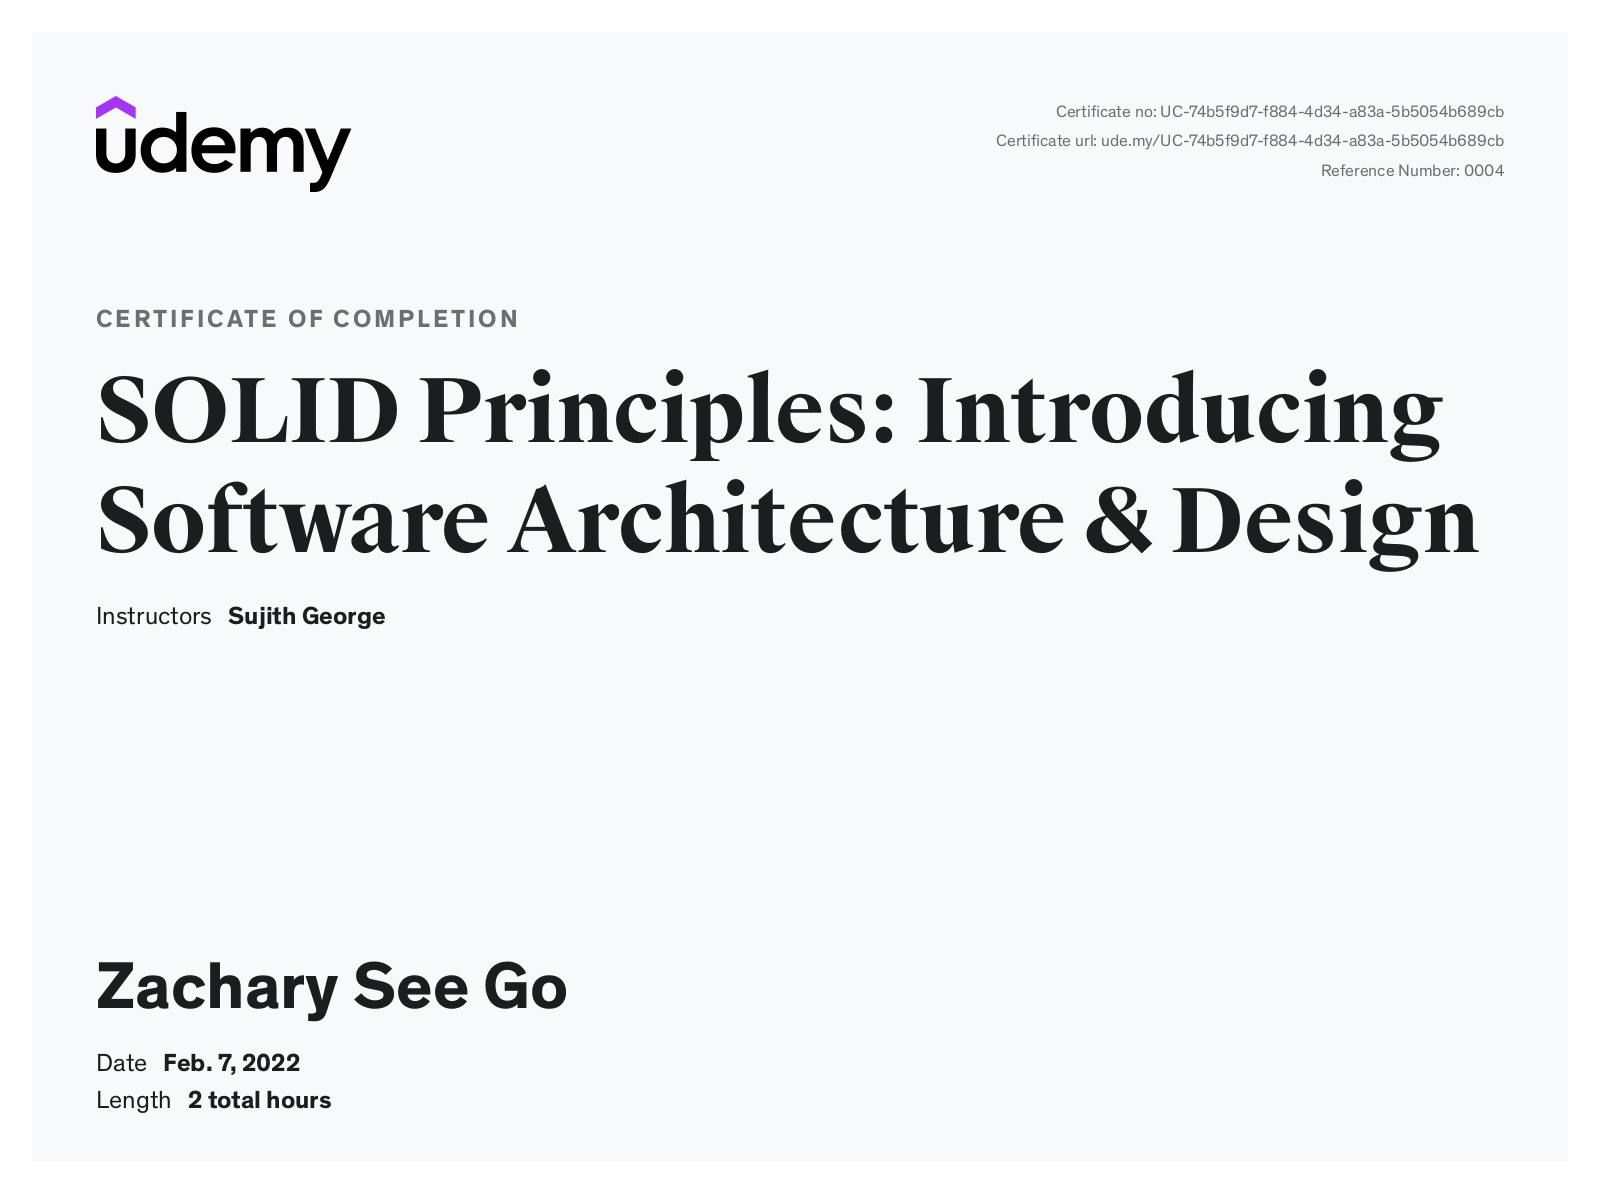 udemy
Certificate no: UC-74b5f9d7-f884-4d34-a83a-5b5054b689cb
Certificate url: ude.my/UC-74b5f9d7-f884-4d34-a83a-5b5054b689cb
Reference Number: 0004
CERTIFICATE OF COMPLETION
SOLID Principles: Introducing
Software Architecture & Design
Instructors Sujith George
Zachary See Go
Date Feb. 7, 2022
Length 2 total hours